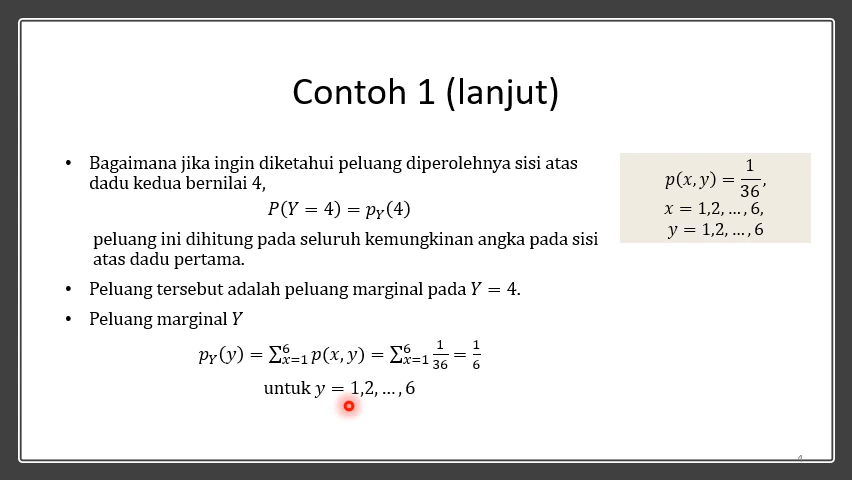 Contoh 1 (lanjut)
• Bagaimana jika ingin diketahui peluang diperolehnya sisi atas
dadu kedua bernilai 4,
P(Y = 4) = p_Y(4)
peluang ini dihitung pada seluruh kemungkinan angka pada sisi
atas dadu pertama.
• Peluang tersebut adalah peluang marginal pada Y = 4.
• Peluang marginal Y
p_Y(y) = ∑_{x=1}^{6} p(x, y) = ∑_{x=1}^{6} 1/36 = 1/6
untuk y = 1,2, … , 6
p(x, y) = 1/36,
x = 1,2, … , 6,
y = 1,2, … , 6
4